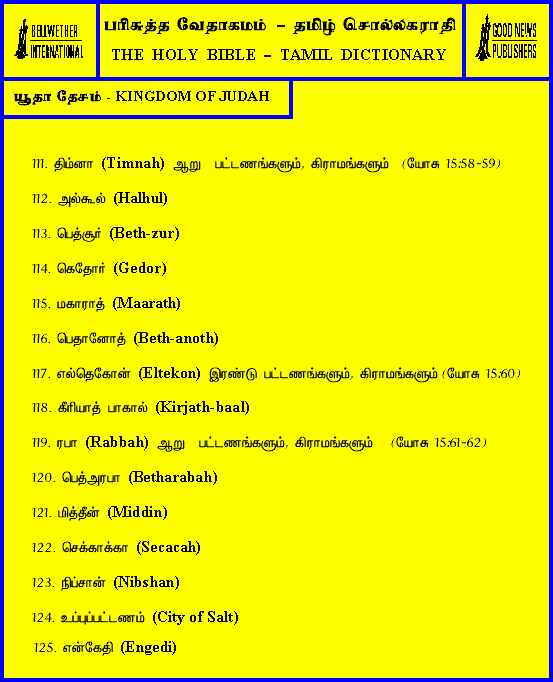 BELLWETHER
INTERNATIONAL
பரிசுத்த வேதாகமம் – தமிழ் சொல்லகராதி
THE HOLY BIBLE – TAMIL DICTIONARY
GOOD NEWS
PUBLISHERS
யூதா தேசம் - KINGDOM OF JUDAH
111. திம்னா (Timnah) ஆறு பட்டணங்களும், கிராமங்களும் (யோசு 15:58-59)
112. அல்கூல் (Halhul)
113. பெத்சூர் (Beth-zur)
114. கெதோர் (Gedor)
115. மகாராத் (Maarath)
116. பெதானோத் (Beth-anoth)
117. எல்தெகோன் (Eltekon) இரண்டு பட்டணங்களும், கிராமங்களும் (யோசு 15:60)
118. கீரியாத் பாகால் (Kirjath-baal)
119. ரபா (Rabbah) ஆறு பட்டணங்களும், கிராமங்களும் (யோசு 15:61-62)
120. பெத்அரபா (Betharabah)
121. மித்தீன் (Middin)
122. செக்காக்கா (Secacah)
123. நிப்சான் (Nibshan)
124. உப்புப்பட்டணம் (City of Salt)
125. என்கேதி (Engedi)